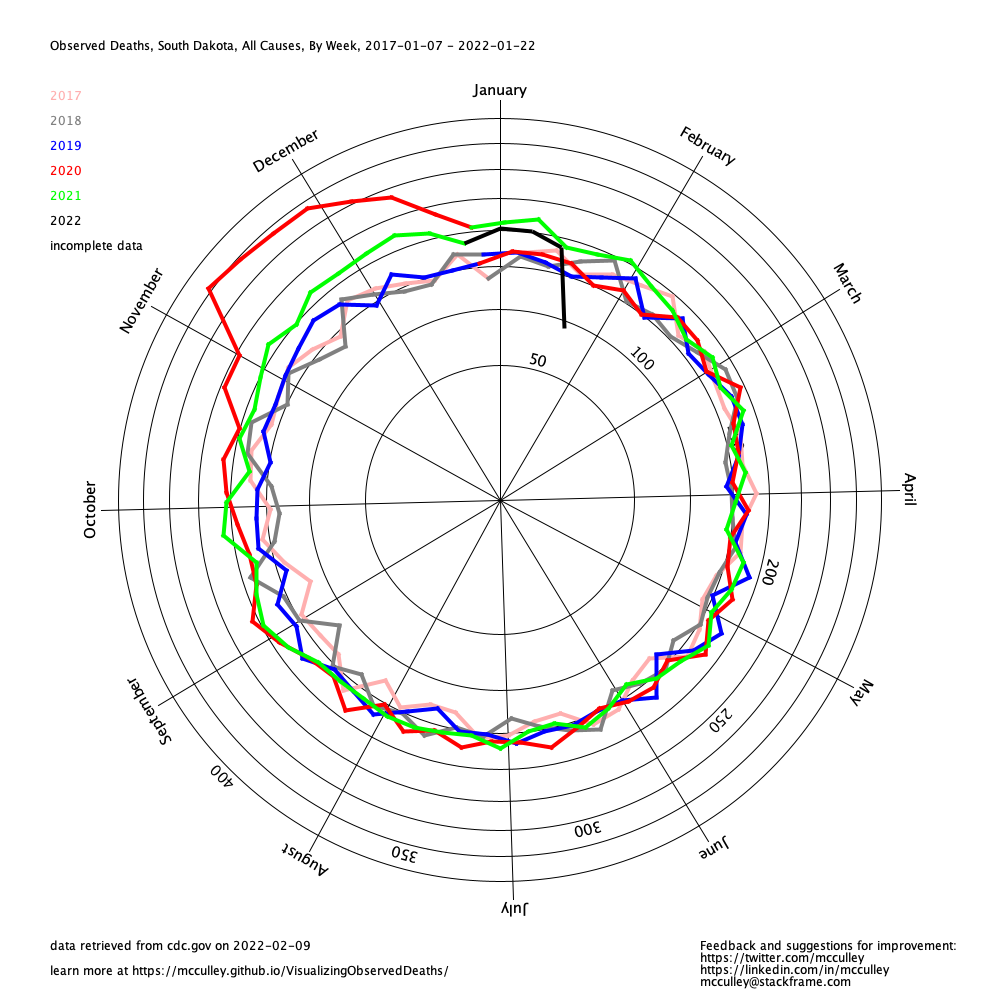 Observed Deaths, South Dakota, All Causes, By Week, 2017-01-07 - 2022-01-22
January
2017
2018
2019
2020
2021
2022
incomplete data
December
February
November
March
50
100
October
April
200
September
May
250
400
300
350
August
June
July
data retrieved from cdc.gov on 2022-02-09
learn more at https://mcculley.github.io/VisualizingObservedDeaths/
Feedback and suggestions for improvement:
https://twitter.com/mcculley
https://linkedin.com/in/mcculley
mcculley@stackframe.com